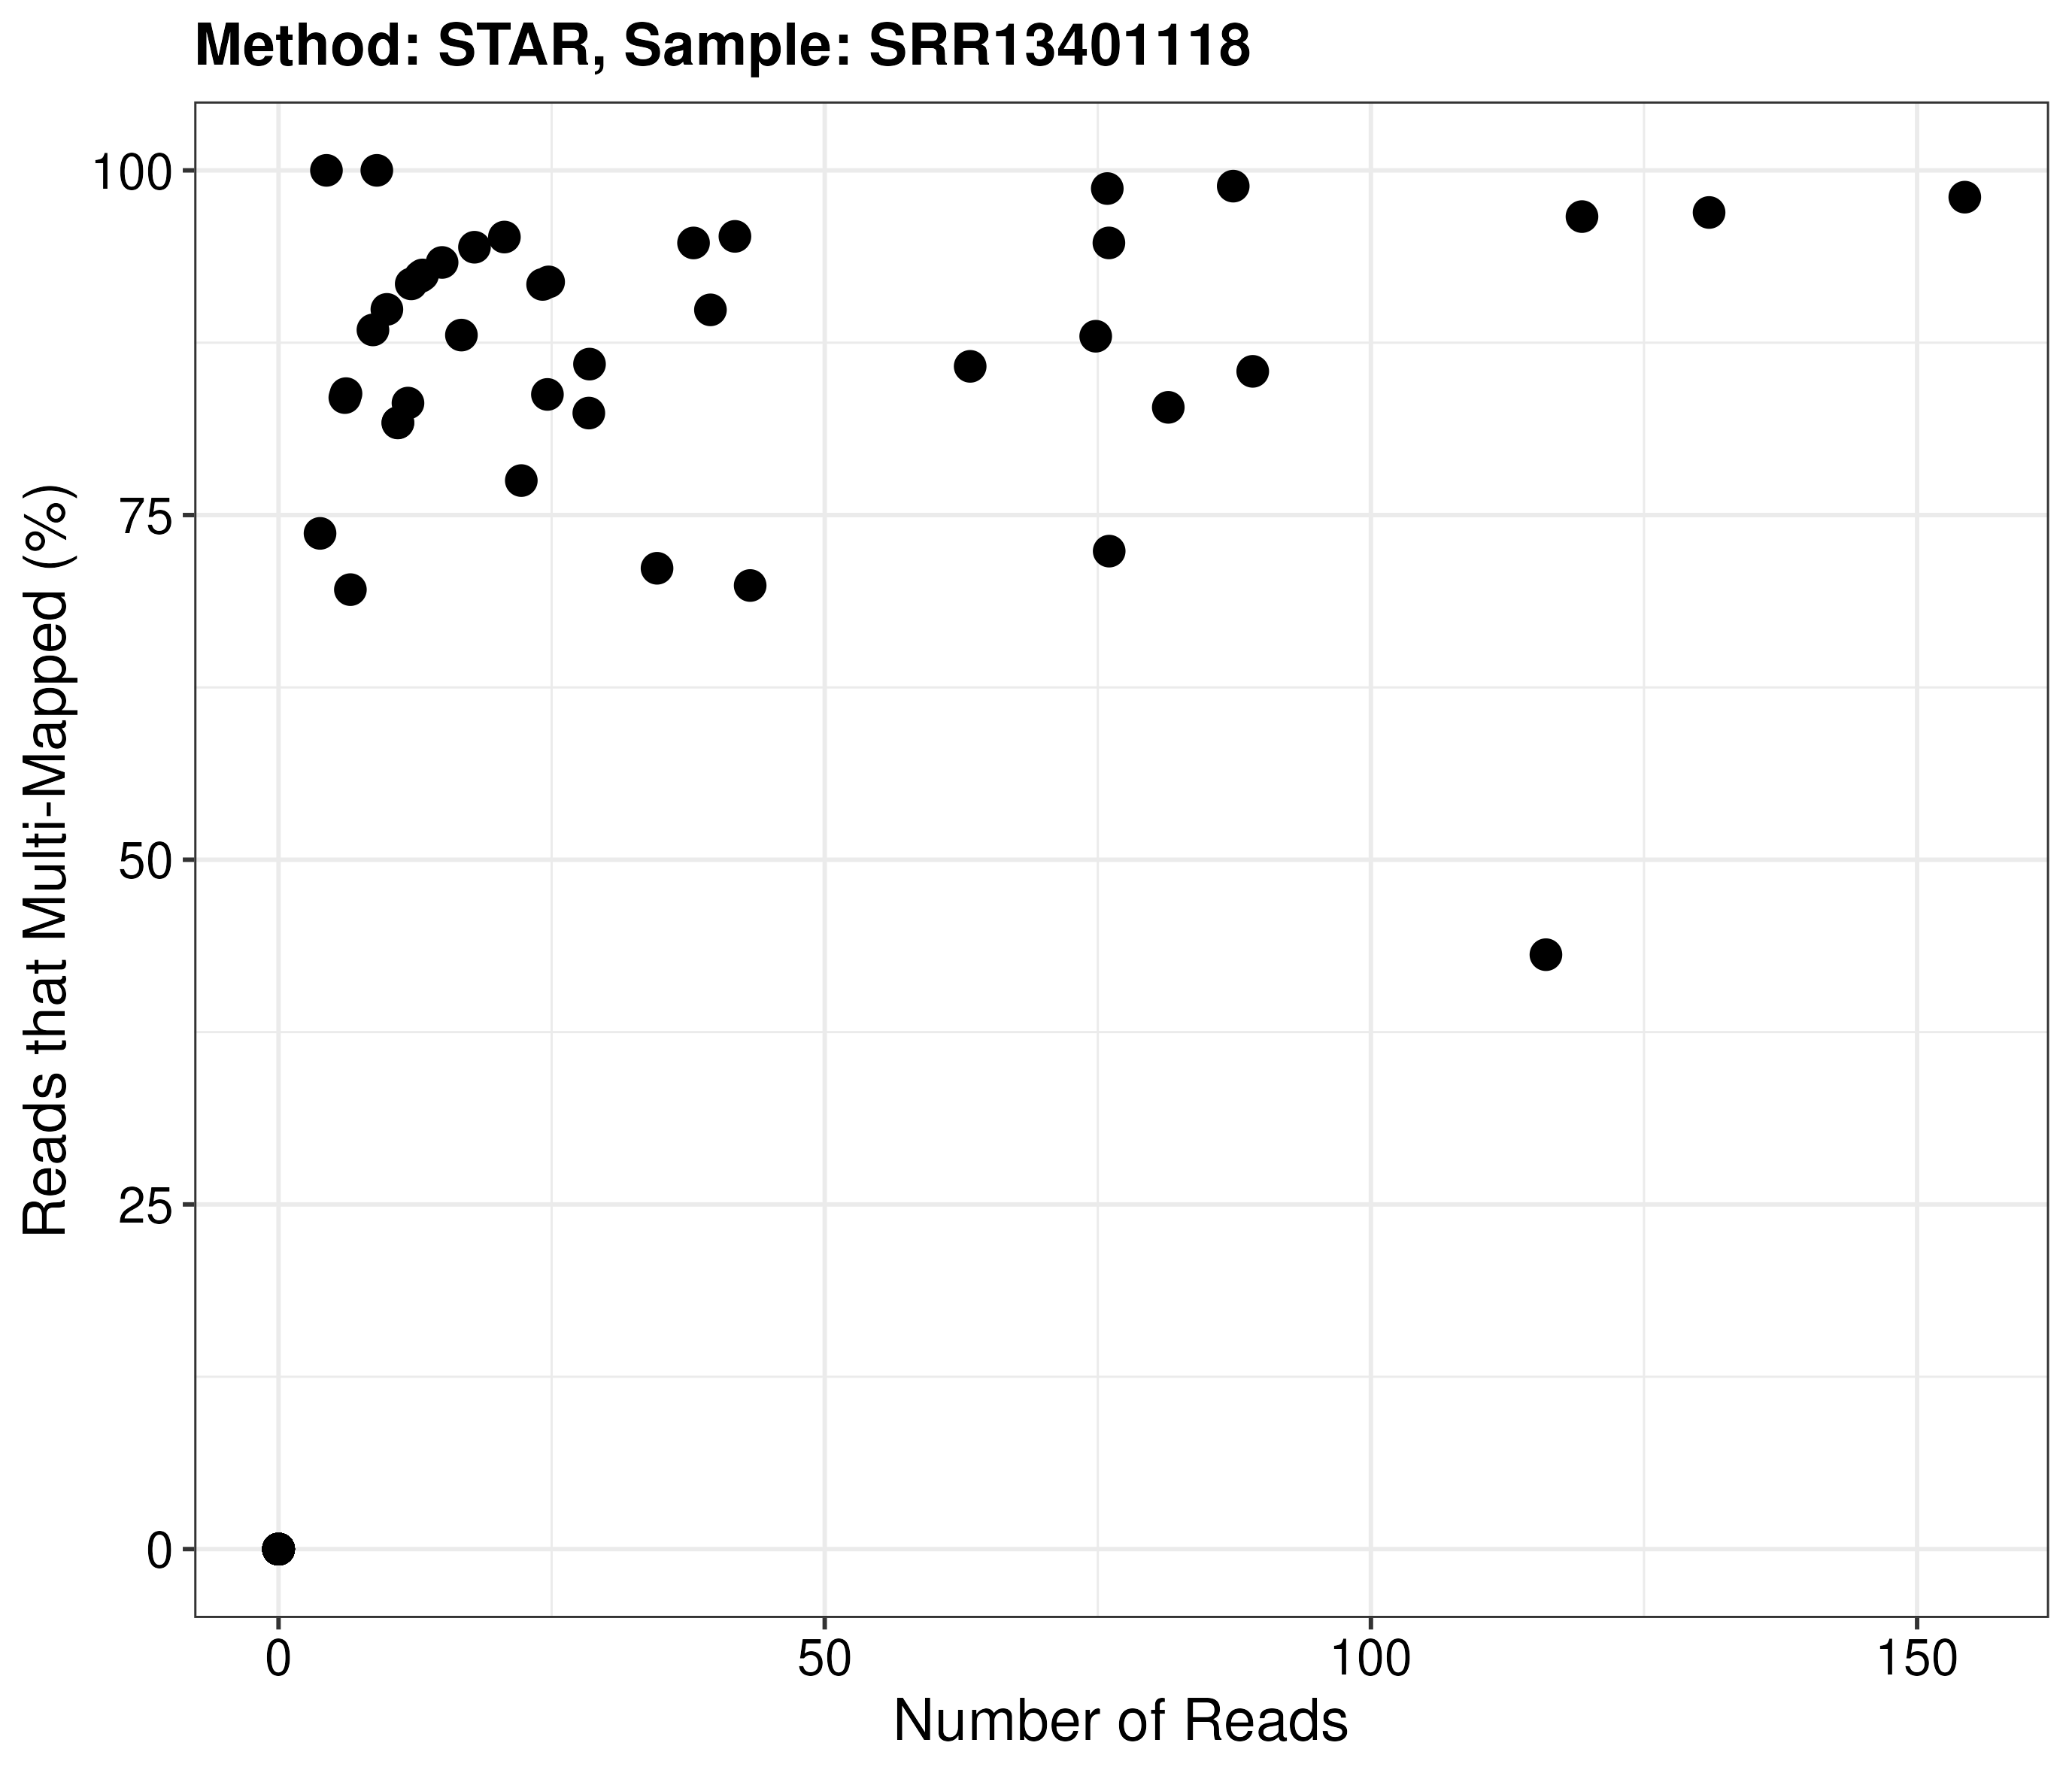 Method: STAR, Sample: SRR13401118
Reads that Multi-Mapped (%)
100
75
50
25
0
0 50 100 150
Number of Reads